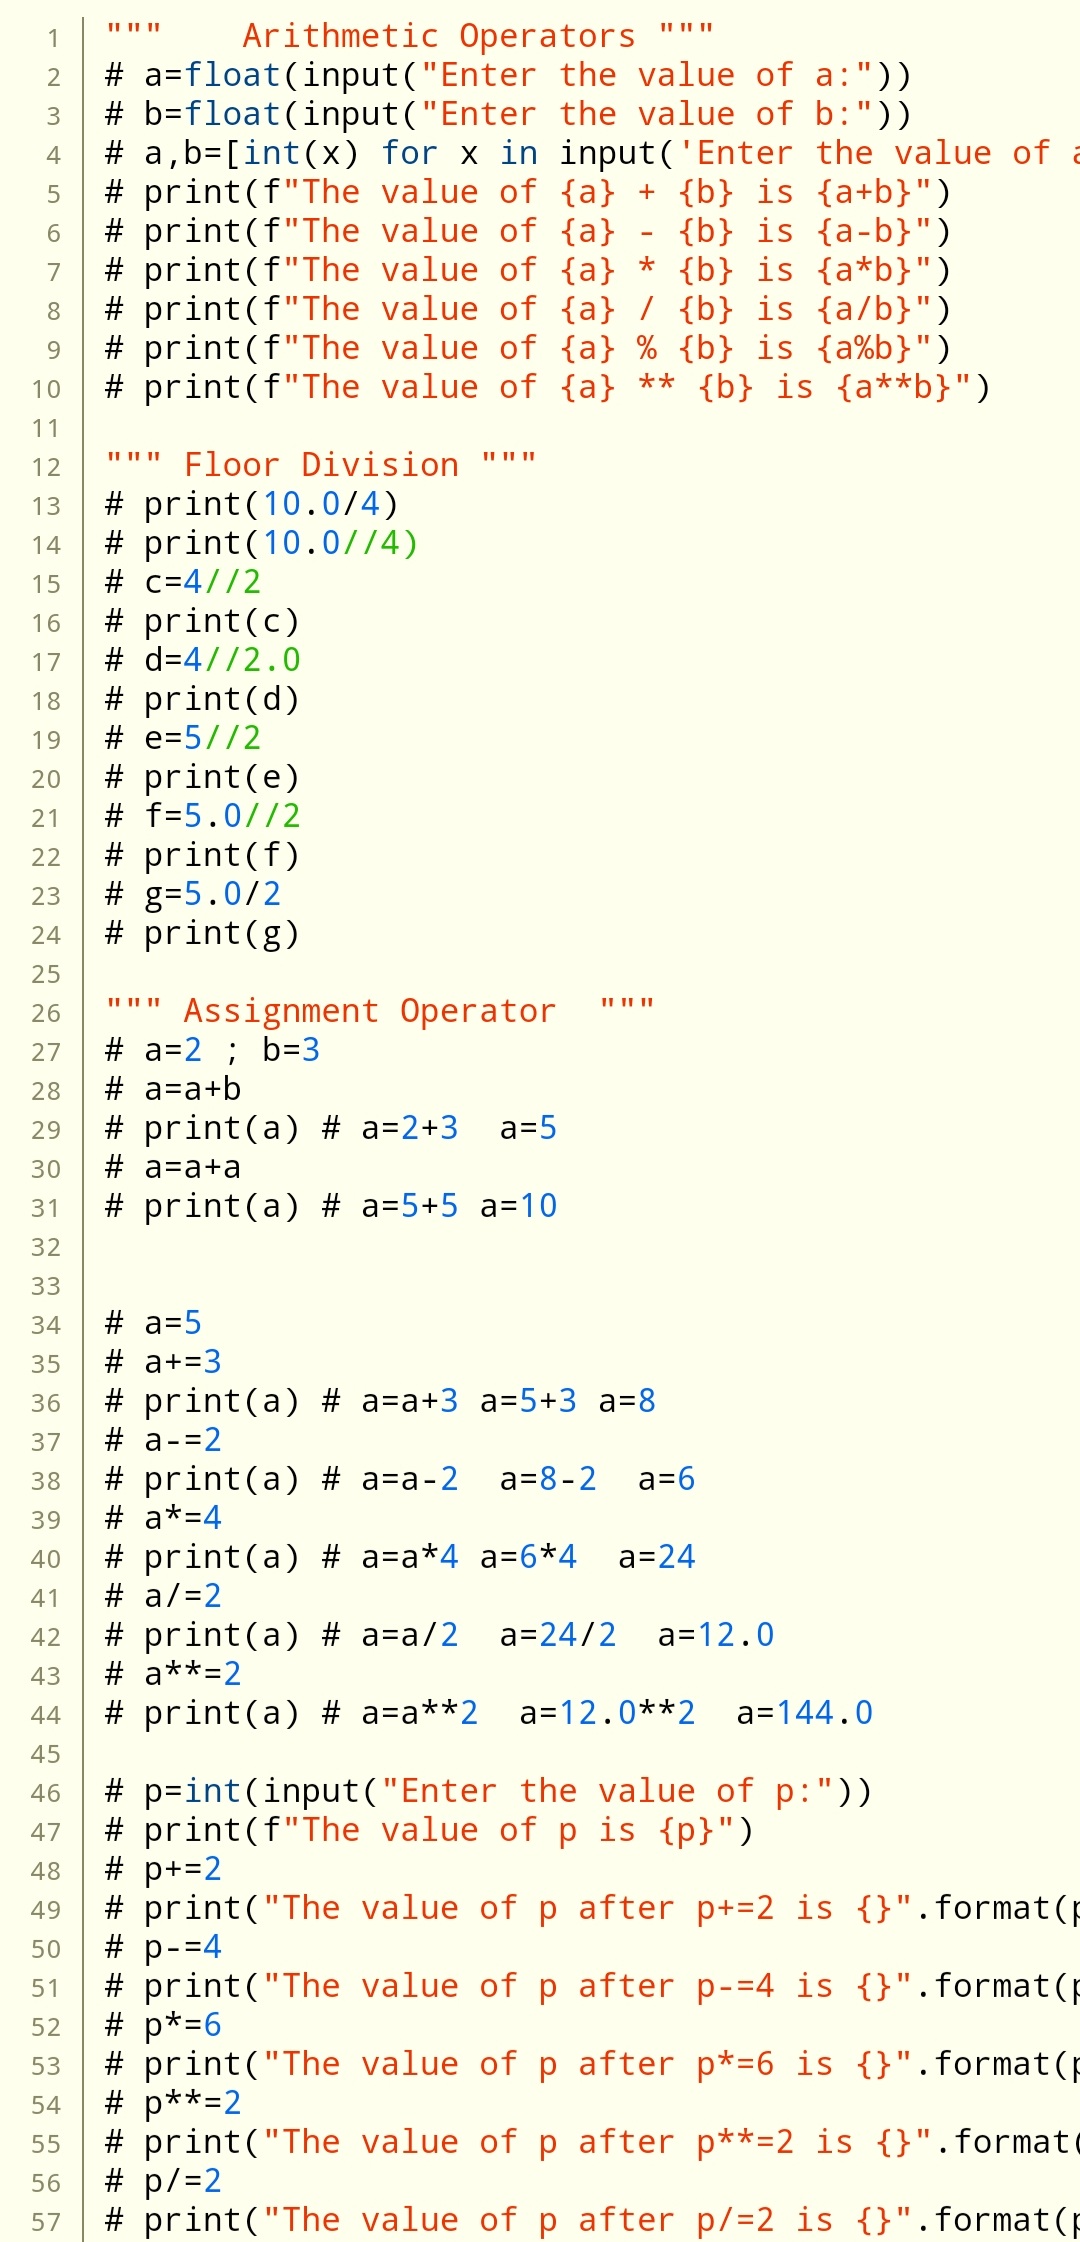 1 """    Arithmetic Operators """
2 # a=float(input("Enter the value of a:"))
3 # b=float(input("Enter the value of b:"))
4 # a,b=[int(x) for x in input('Enter the value of
5 # print(f"The value of {a} + {b} is {a+b}")
6 # print(f"The value of {a} - {b} is {a-b}")
7 # print(f"The value of {a} * {b} is {a*b}")
8 # print(f"The value of {a} / {b} is {a/b}")
9 # print(f"The value of {a} % {b} is {a%b}")
10 # print(f"The value of {a} ** {b} is {a**b}")
11
12 """ Floor Division """
13 # print(10.0/4)
14 # print(10.0//4)
15 # c=4//2
16 # print(c)
17 # d=4//2.0
18 # print(d)
19 # e=5//2
20 # print(e)
21 # f=5.0//2
22 # print(f)
23 # g=5.0/2
24 # print(g)
25
26 """ Assignment Operator  """
27 # a=2 ; b=3
28 # a=a+b
29 # print(a) # a=2+3  a=5
30 # a=a+a
31 # print(a) # a=5+5 a=10
32
33
34 # a=5
35 # a+=3
36 # print(a) # a=a+3 a=5+3 a=8
37 # a-=2
38 # print(a) # a=a-2  a=8-2  a=6
39 # a*=4
40 # print(a) # a=a*4 a=6*4  a=24
41 # a/=2
42 # print(a) # a=a/2  a=24/2  a=12.0
43 # a**=2
44 # print(a) # a=a**2  a=12.0**2  a=144.0
45
46 # p=int(input("Enter the value of p:"))
47 # print(f"The value of p is {p}")
48 # p+=2
49 # print("The value of p after p+=2 is {}".format(p
50 # p-=4
51 # print("The value of p after p-=4 is {}".format(p
52 # p*=6
53 # print("The value of p after p*=6 is {}".format(p
54 # p**=2
55 # print("The value of p after p**=2 is {}".format(
56 # p/=2
57 # print("The value of p after p/=2 is {}".format(p